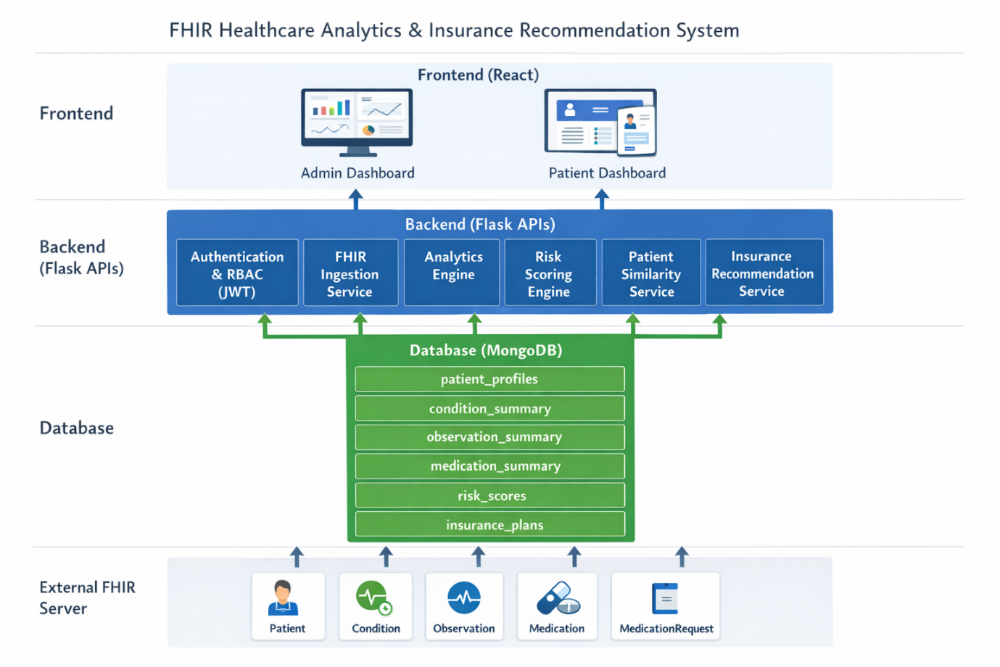 FHIR Healthcare Analytics & Insurance Recommendation System
Frontend
Frontend (React)
Admin Dashboard
Patient Dashboard
Backend
(Flask APIs)
Backend (Flask APIs)
Authentication
& RBAC
(JWT)
FHIR
Ingestion
Service
Analytics
Engine
Risk
Scoring
Engine
Patient
Similarity
Service
Insurance
Recommendation
Service
Database
Database (MongoDB)
patient_profiles
condition_summary
observation_summary
medication_summary
risk_scores
insurance_plans
External FHIR
Server
Patient
Condition
Observation
Medication
MedicationRequest